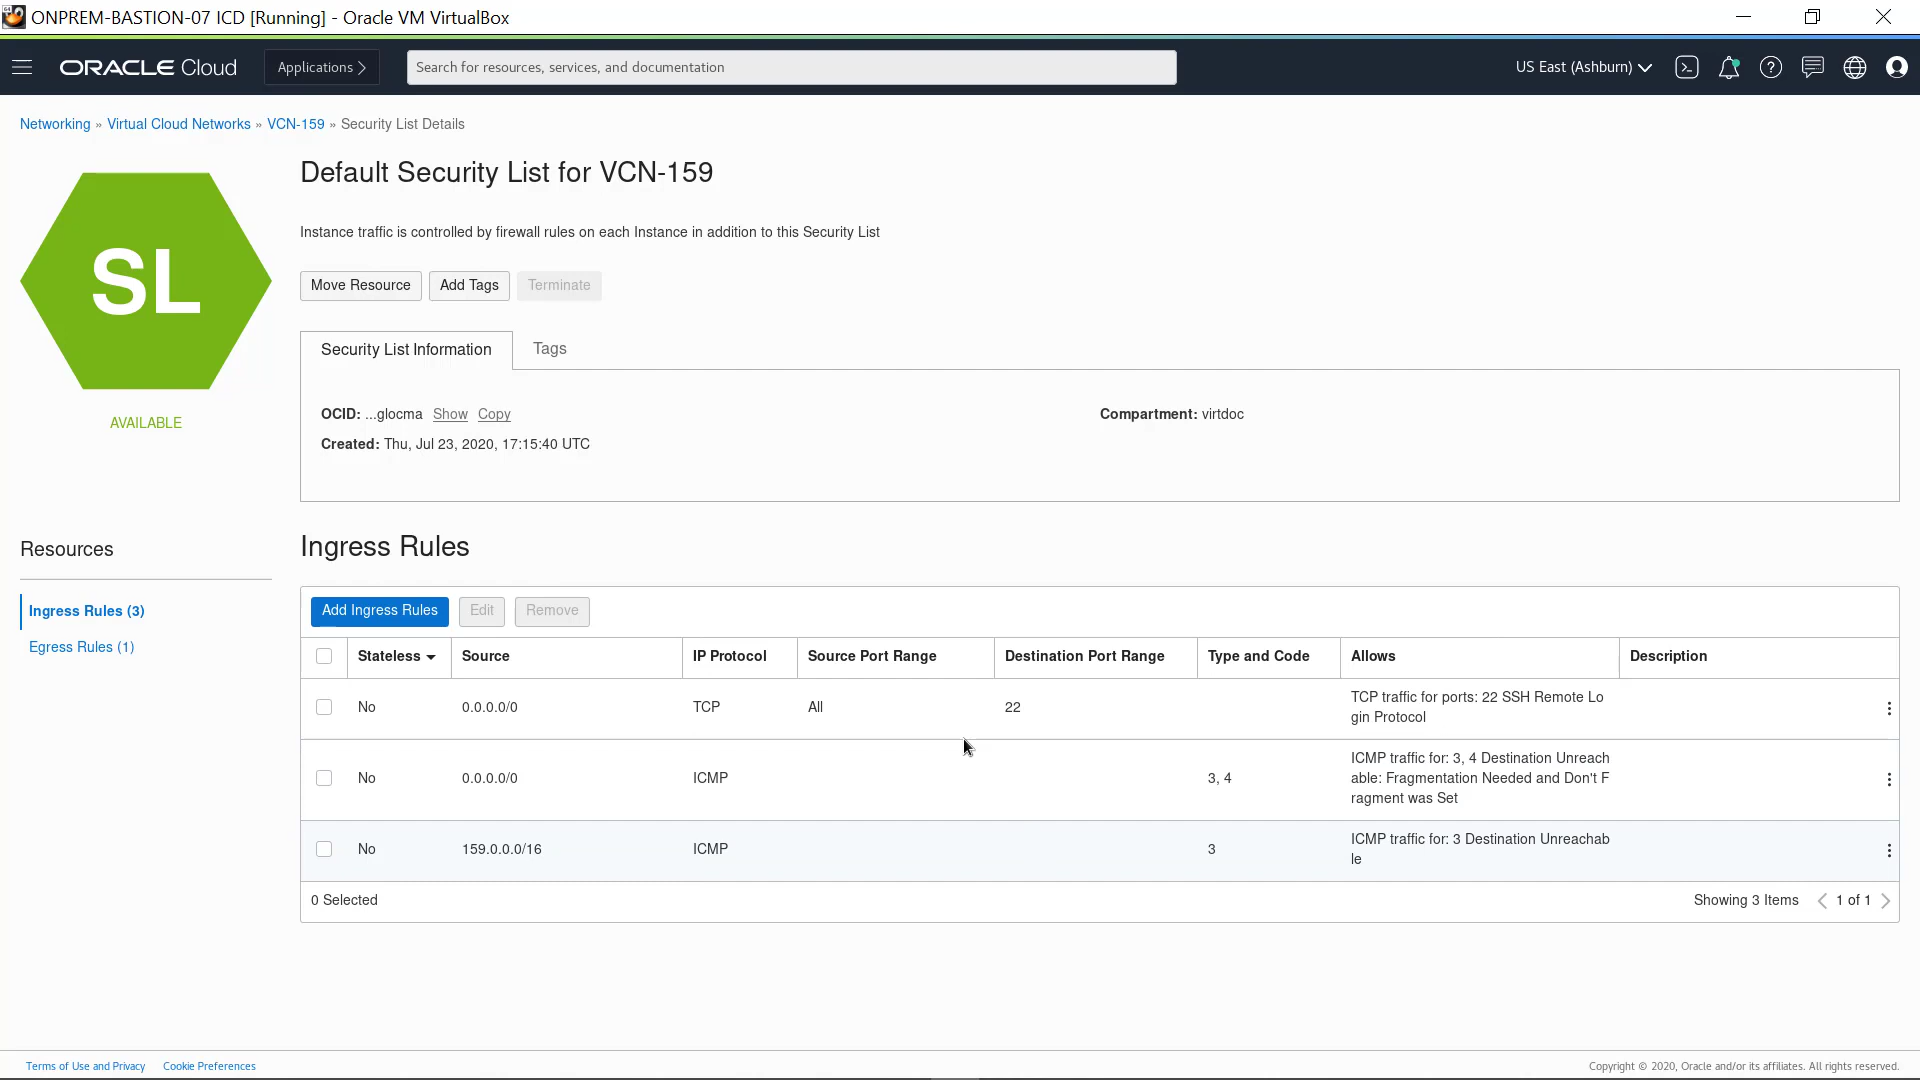 ONPREM-BASTION-07 ICD [Running] - Oracle VM VirtualBox
ORACLE Cloud
Applications
Search for resources, services, and documentation
US East (Ashburn)
Networking » Virtual Cloud Networks » VCN-159 » Security List Details
SL
AVAILABLE
Default Security List for VCN-159
Instance traffic is controlled by firewall rules on each Instance in addition to this Security List
Move Resource Add Tags Terminate
Security List Information Tags
OCID: ...glocma Show Copy
Compartment: virtdoc
Created: Thu, Jul 23, 2020, 17:15:40 UTC
Resources
Ingress Rules (3)
Egress Rules (1)
Ingress Rules
Add Ingress Rules Edit Remove
Stateless Source IP Protocol Source Port Range Destination Port Range Type and Code Allows Description
No 0.0.0.0/0 TCP All 22 TCP traffic for ports: 22 SSH Remote Lo
gin Protocol
No 0.0.0.0/0 ICMP 3, 4 ICMP traffic for: 3, 4 Destination Unreach
able: Fragmentation Needed and Don't F
ragment was Set
No 159.0.0.0/16 ICMP 3 ICMP traffic for: 3 Destination Unreachab
le
0 Selected
Showing 3 Items 1 of 1
Terms of Use and Privacy Cookie Preferences
Copyright © 2020, Oracle and/or its affiliates. All rights reserved.